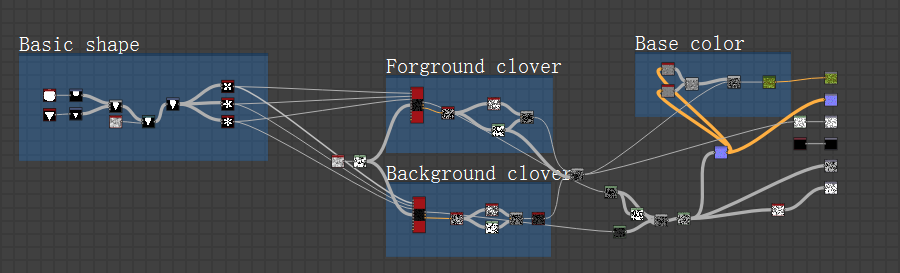 Basic shape
Forground clover
Base color
Background clover